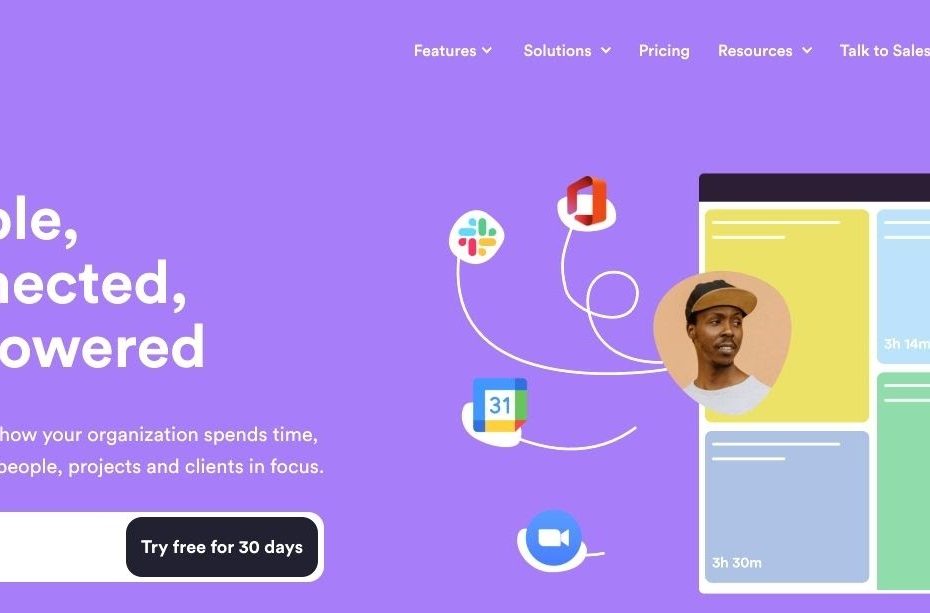 Features
Solutions
Pricing
Resources
Talk to Sales
ple,
nected,
owered
how your organization spends time,
people, projects and clients in focus.
Try free for 30 days
31
3h 14m
3h 30m